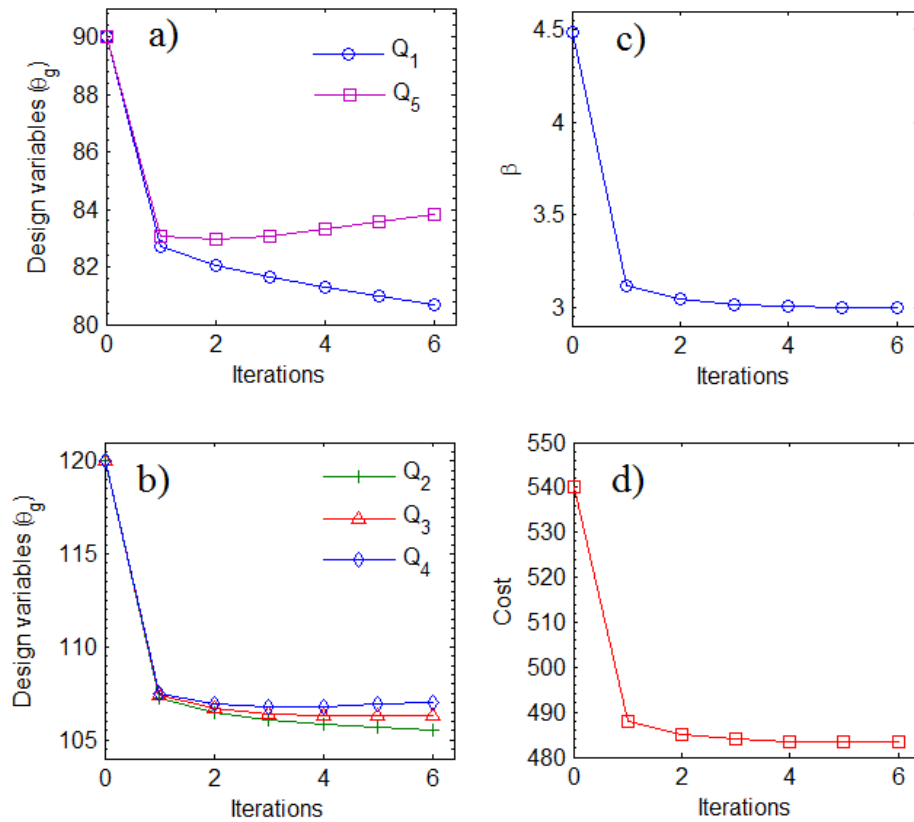 a)
Q1
Q5
Design variables (θg)
90
88
86
84
82
80
0 2 4 6
Iterations
c)
β
4.5
4
3.5
3
0 2 4 6
Iterations
b)
Q2
Q3
Q4
Design variables (θg)
120
115
110
105
0 2 4 6
Iterations
d)
Cost
550
540
530
520
510
500
490
480
0 2 4 6
Iterations